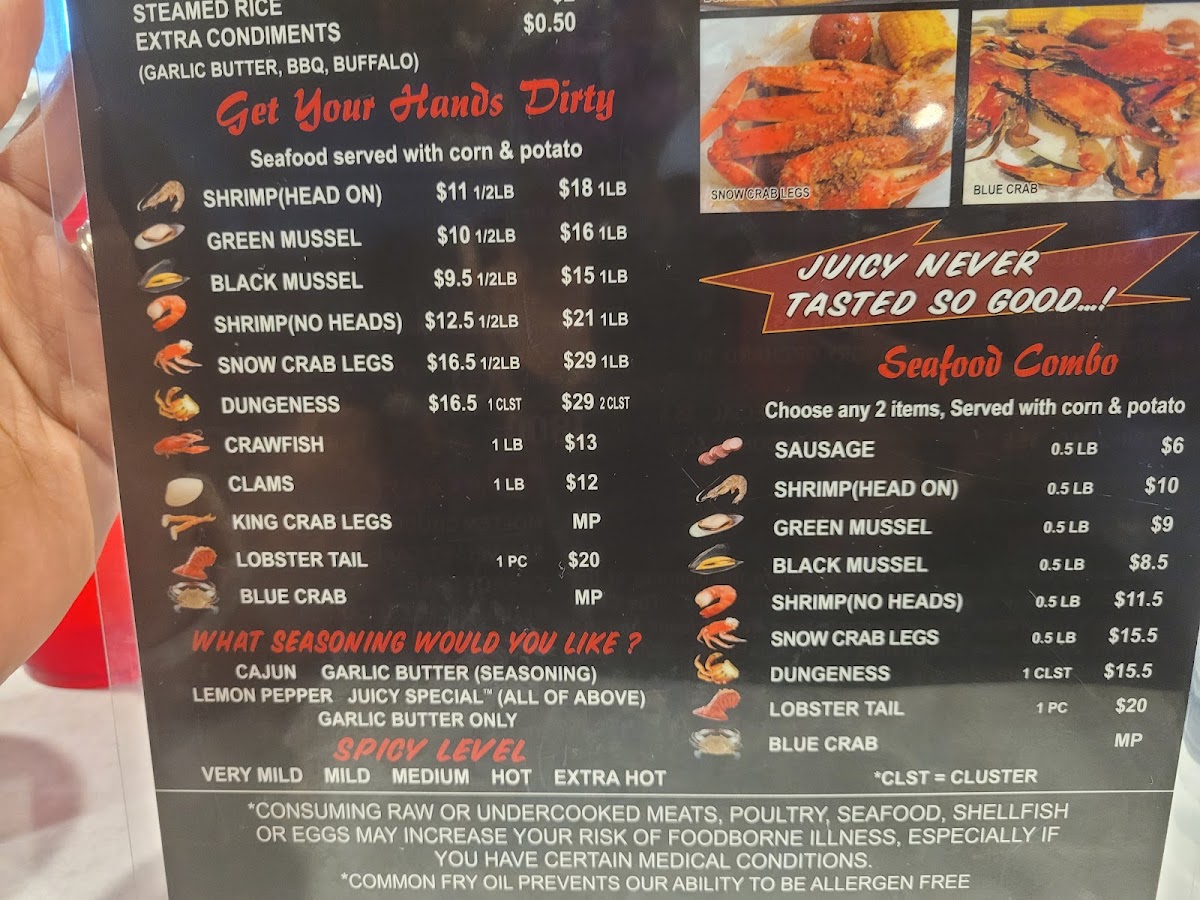 STEAMED RICE
EXTRA CONDIMENTS $0.50
(GARLIC BUTTER, BBQ, BUFFALO)
Get Your Hands Dirty
Seafood served with corn & potato
SHRIMP(HEAD ON) $11 1/2LB $18 1LB
GREEN MUSSEL $10 1/2LB $16 1LB
BLACK MUSSEL $9.5 1/2LB $15 1LB
SHRIMP(NO HEADS) $12.5 1/2LB $21 1LB
SNOW CRAB LEGS $16.5 1/2LB $29 1LB
DUNGENESS $16.5 1 CLST $29 2 CLST
CRAWFISH 1 LB $13
CLAMS 1 LB $12
KING CRAB LEGS MP
LOBSTER TAIL 1 PC $20
BLUE CRAB MP
WHAT SEASONING WOULD YOU LIKE ?
CAJUN GARLIC BUTTER (SEASONING)
LEMON PEPPER JUICY SPECIAL™ (ALL OF ABOVE)
GARLIC BUTTER ONLY
SPICY LEVEL
VERY MILD MILD MEDIUM HOT EXTRA HOT
SNOW CRAB LEGS
BLUE CRAB
JUICY NEVER
TASTED SO GOOD...!
Seafood Combo
Choose any 2 items, Served with corn & potato
SAUSAGE 0.5 LB $6
SHRIMP(HEAD ON) 0.5 LB $10
GREEN MUSSEL 0.5 LB $9
BLACK MUSSEL 0.5 LB $8.5
SHRIMP(NO HEADS) 0.5 LB $11.5
SNOW CRAB LEGS 0.5 LB $15.5
DUNGENESS 1 CLST $15.5
LOBSTER TAIL 1 PC $20
BLUE CRAB MP
*CLST = CLUSTER
*CONSUMING RAW OR UNDERCOOKED MEATS, POULTRY, SEAFOOD, SHELLFISH
OR EGGS MAY INCREASE YOUR RISK OF FOODBORNE ILLNESS, ESPECIALLY IF
YOU HAVE CERTAIN MEDICAL CONDITIONS.
*COMMON FRY OIL PREVENTS OUR ABILITY TO BE ALLERGEN FREE